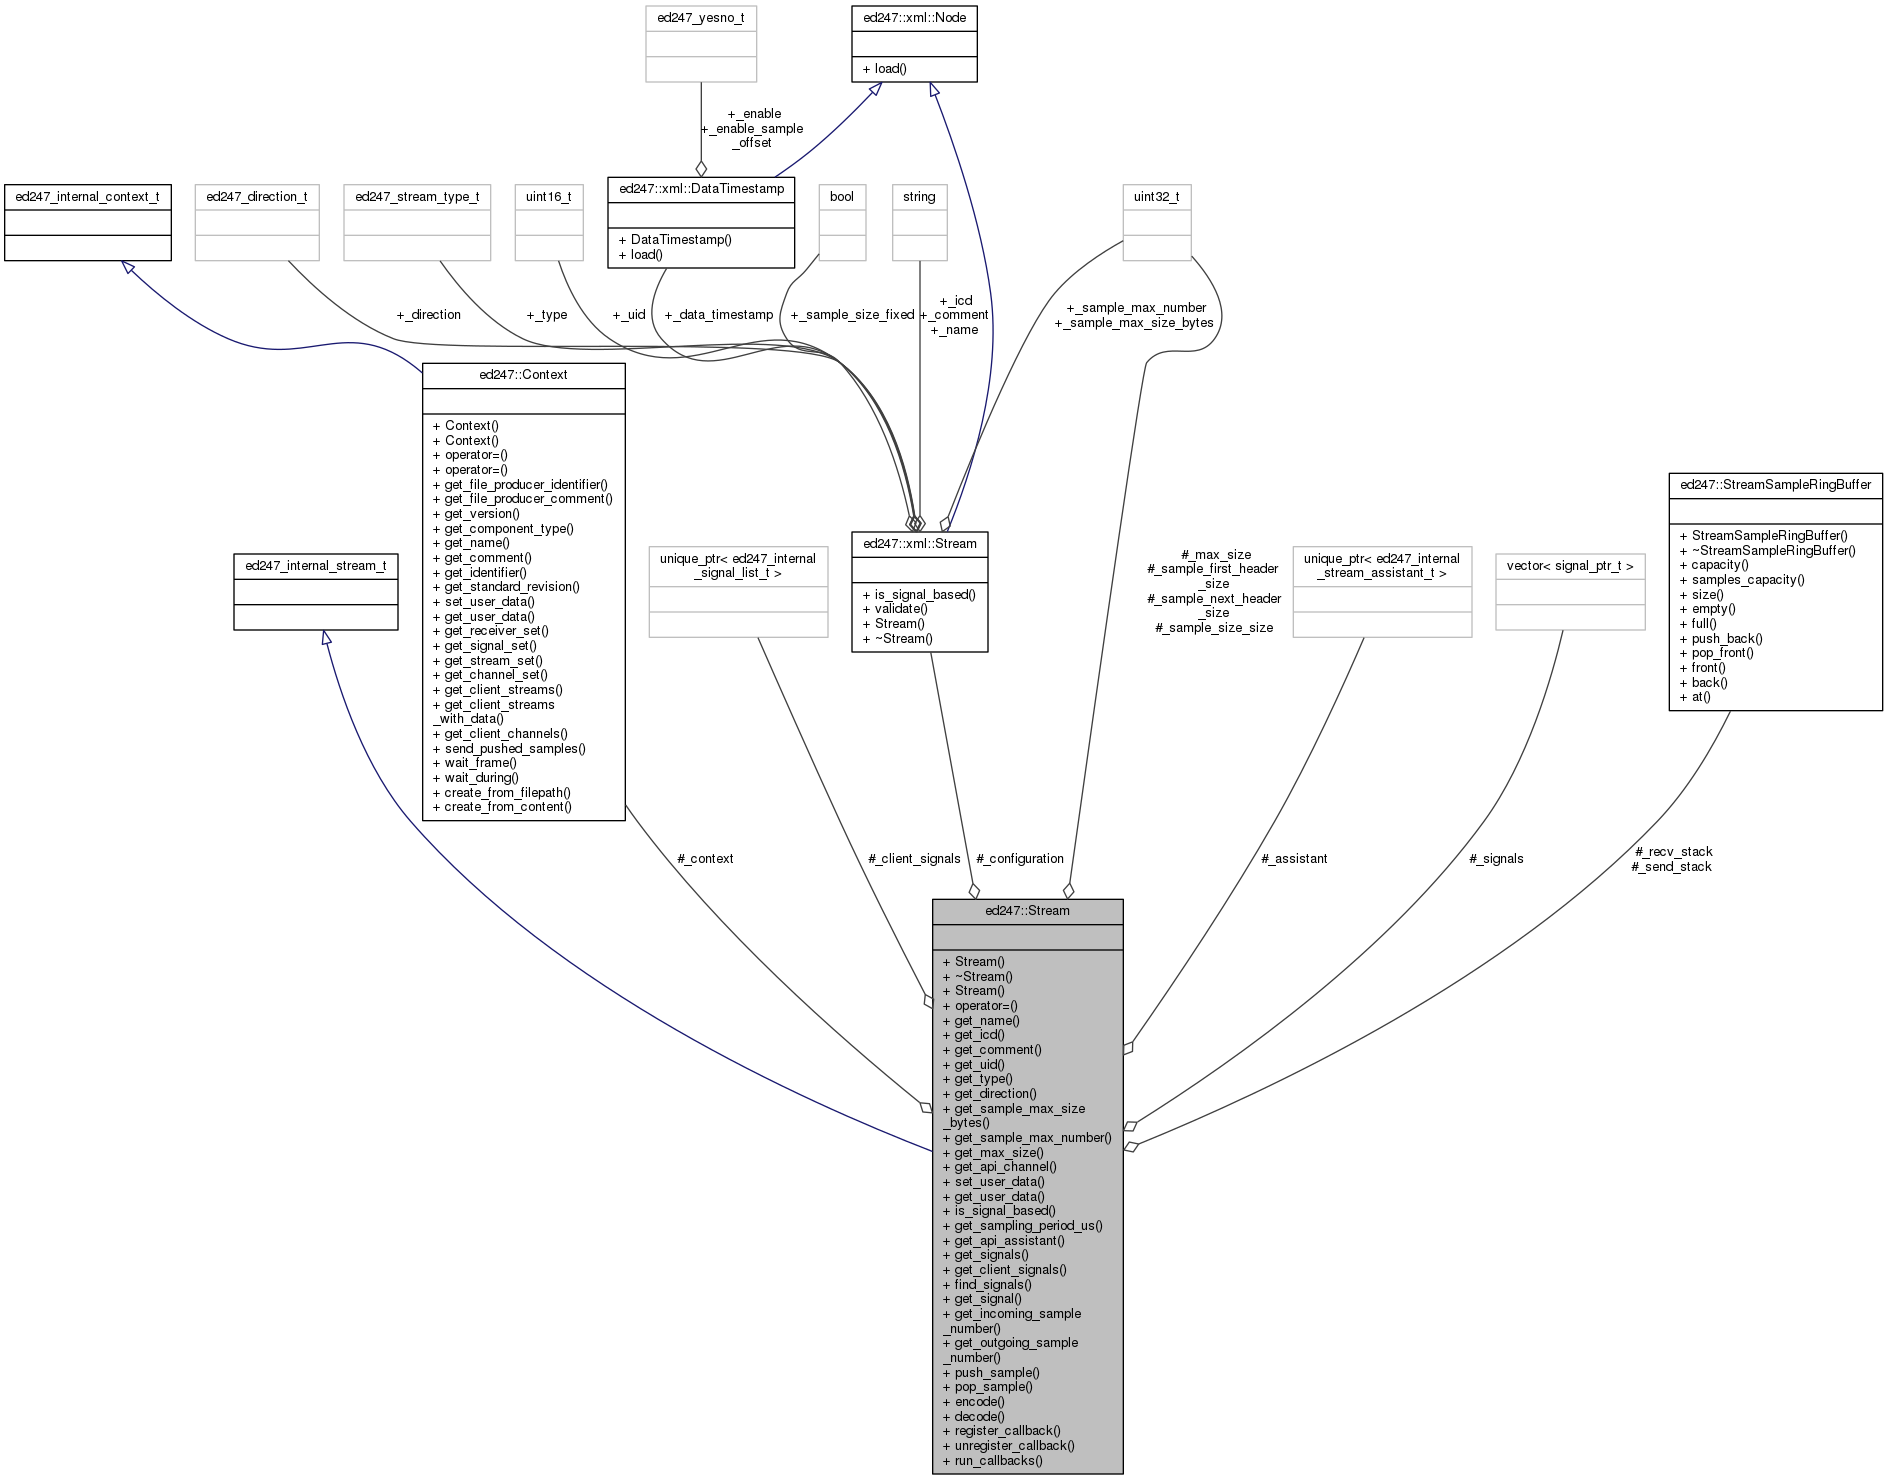 ed247_yesno_t
ed247::xml::Node
+ load()
+_enable
+_enable_sample
_offset
ed247_internal_context_t
ed247_direction_t
ed247_stream_type_t
uint16_t
ed247::xml::DataTimestamp
+ DataTimestamp()
+ load()
bool
string
uint32_t
+_direction
+_type
+_uid
+_data_timestamp
+_sample_size_fixed
+_icd
+_comment
+_name
+_sample_max_number
+_sample_max_size_bytes
ed247::Context
+ Context()
+ Context()
+ operator=()
+ operator=()
+ get_file_producer_identifier()
+ get_file_producer_comment()
+ get_version()
+ get_component_type()
+ get_name()
+ get_comment()
+ get_identifier()
+ get_standard_revision()
+ set_user_data()
+ get_user_data()
+ get_receiver_set()
+ get_signal_set()
+ get_stream_set()
+ get_channel_set()
+ get_client_streams()
+ get_client_streams
_with_data()
+ get_client_channels()
+ send_pushed_samples()
+ wait_frame()
+ wait_during()
+ create_from_filepath()
+ create_from_content()
ed247_internal_stream_t
unique_ptr< ed247_internal
_signal_list_t >
ed247::xml::Stream
+ is_signal_based()
+ validate()
+ Stream()
+ ~Stream()
#_max_size
#_sample_first_header
_size
#_sample_next_header
_size
#_sample_size_size
unique_ptr< ed247_internal
_stream_assistant_t >
vector< signal_ptr_t >
ed247::StreamSampleRingBuffer
+ StreamSampleRingBuffer()
+ ~StreamSampleRingBuffer()
+ capacity()
+ samples_capacity()
+ size()
+ empty()
+ full()
+ push_back()
+ pop_front()
+ front()
+ back()
+ at()
#_context
#_client_signals
#_configuration
#_assistant
#_signals
#_recv_stack
#_send_stack
ed247::Stream
+ Stream()
+ ~Stream()
+ Stream()
+ operator=()
+ get_name()
+ get_icd()
+ get_comment()
+ get_uid()
+ get_type()
+ get_direction()
+ get_sample_max_size
_bytes()
+ get_sample_max_number()
+ get_max_size()
+ get_api_channel()
+ set_user_data()
+ get_user_data()
+ is_signal_based()
+ get_sampling_period_us()
+ get_api_assistant()
+ get_signals()
+ get_client_signals()
+ find_signals()
+ get_signal()
+ get_incoming_sample
_number()
+ get_outgoing_sample
_number()
+ push_sample()
+ pop_sample()
+ encode()
+ decode()
+ register_callback()
+ unregister_callback()
+ run_callbacks()